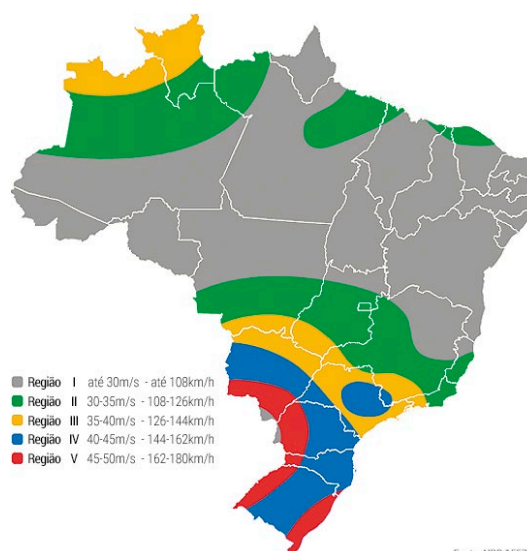 Região I até 30m/s - até 108km/h
Região II 30-35m/s - 108-126km/h
Região III 35-40m/s - 126-144km/h
Região IV 40-45m/s - 144-162km/h
Região V 45-50m/s - 162-180km/h